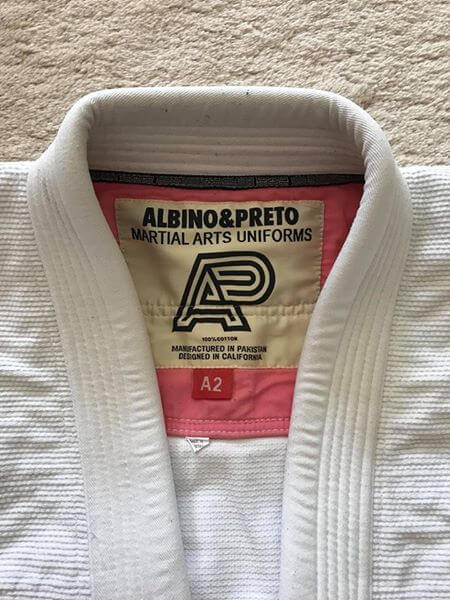 ALBINO&PRETO
MARTIAL ARTS UNIFORMS
AP
100% COTTON
MANUFACTURED IN PAKISTAN
DESIGNED IN CALIFORNIA
A2